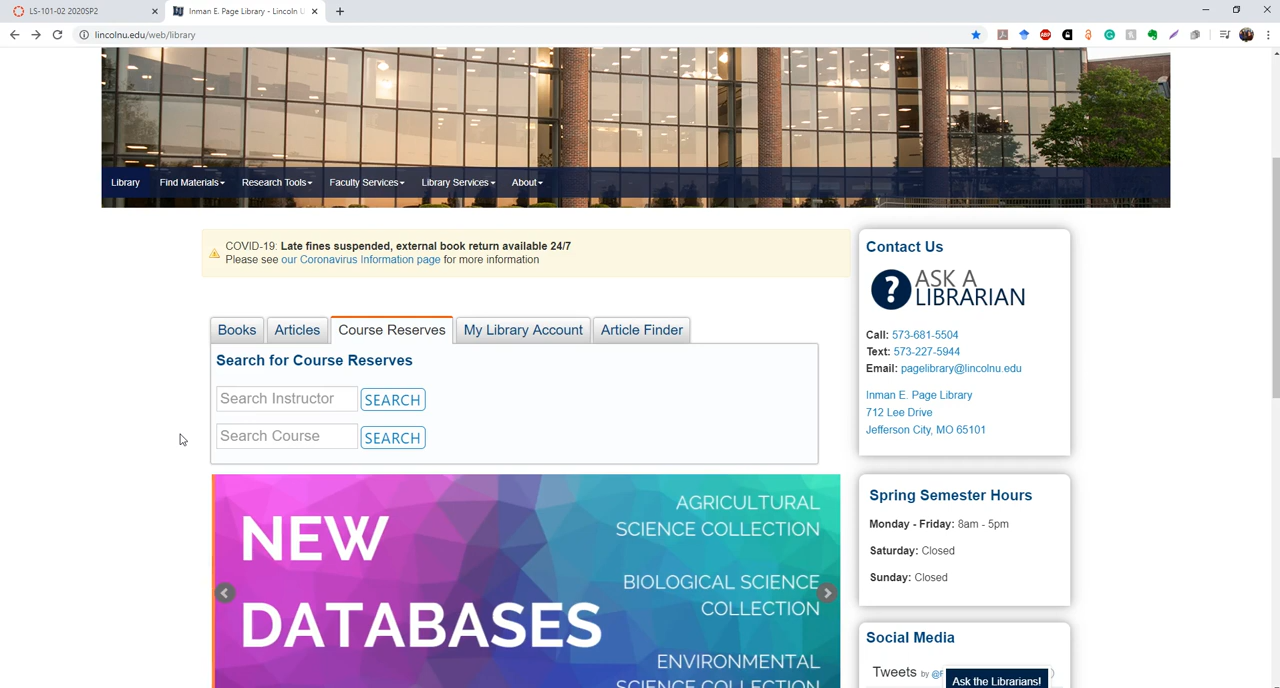 LS-101-02 2020SP2
Inman E. Page Library - Lincoln U
lincolnu.edu/web/library
ABP
Library
Find Materials
Research Tools
Faculty Services
Library Services
About
COVID-19: Late fines suspended, external book return available 24/7
Please see our Coronavirus Information page for more information
Books
Articles
Course Reserves
My Library Account
Article Finder
Search for Course Reserves
Search Instructor
SEARCH
Search Course
SEARCH
NEW
DATABASES
AGRICULTURAL
SCIENCE COLLECTION
BIOLOGICAL SCIENCE
COLLECTION
ENVIRONMENTAL
SCIENCE COLLECTION
Contact Us
? ASK A
LIBRARIAN
Call: 573-681-5504
Text: 573-227-5944
Email: pagelibrary@lincolnu.edu
Inman E. Page Library
712 Lee Drive
Jefferson City, MO 65101
Spring Semester Hours
Monday - Friday: 8am - 5pm
Saturday: Closed
Sunday: Closed
Social Media
Tweets by
Ask the Librarians!